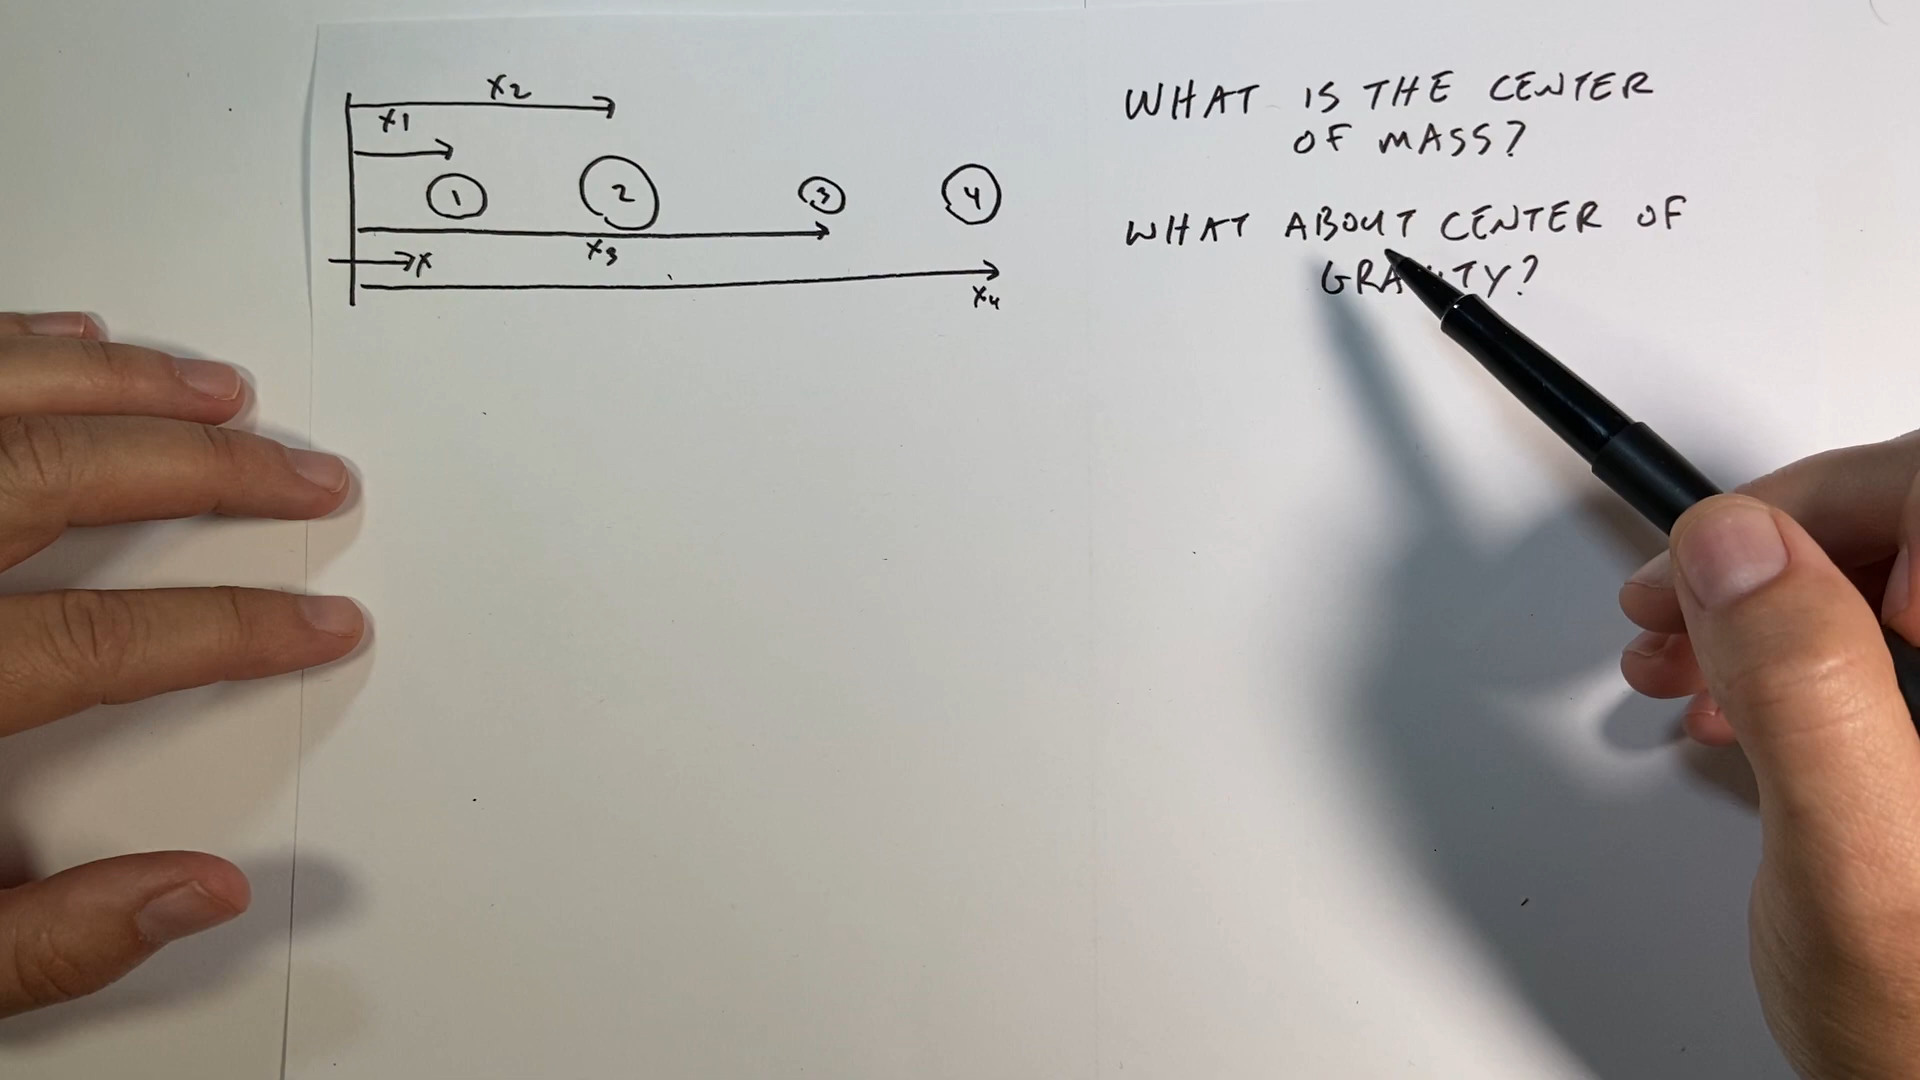 x2
x1
1 2 3 4
x3
x
x4
WHAT IS THE CENTER
OF MASS?
WHAT ABOUT CENTER OF